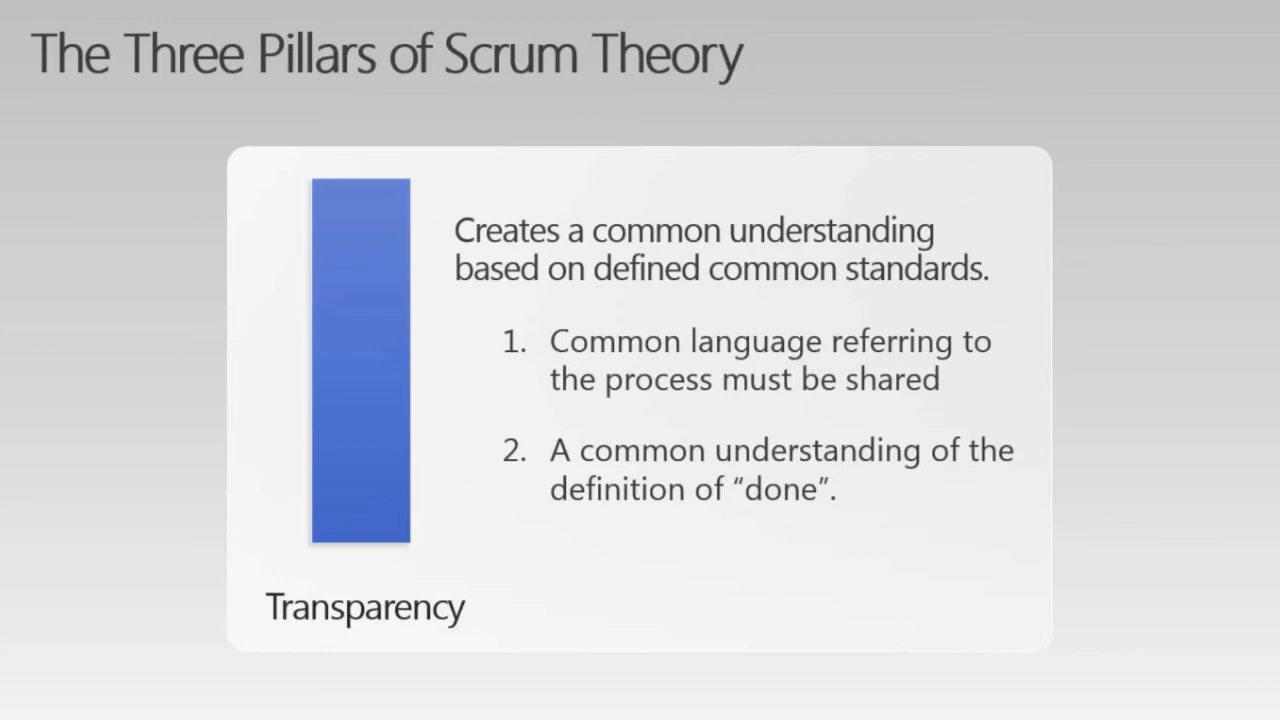 The Three Pillars of Scrum Theory
Creates a common understanding
based on defined common standards.
1. Common language referring to
the process must be shared
2. A common understanding of the
definition of “done”.
Transparency